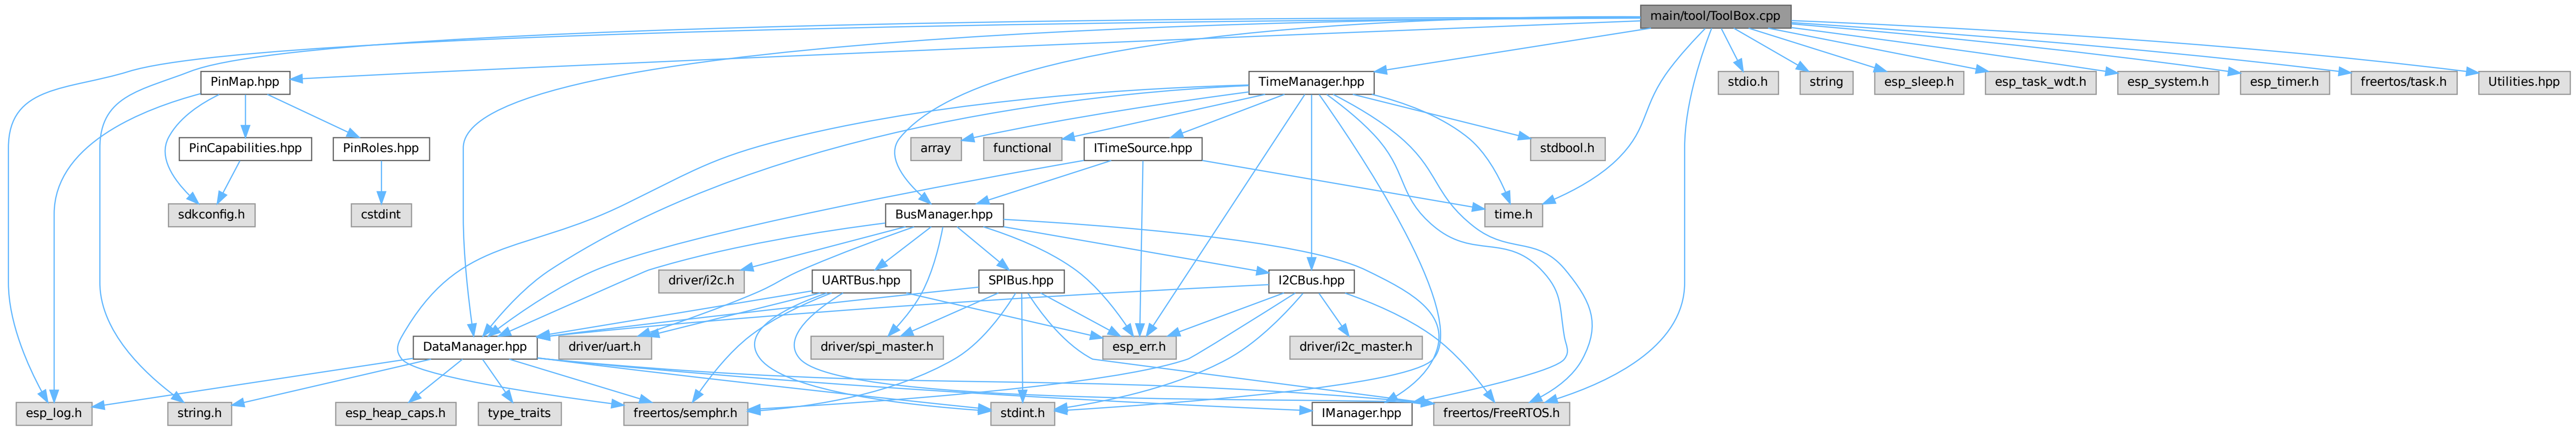 main/tool/ToolBox.cpp
PinMap.hpp
TimeManager.hpp
stdio.h
string
esp_sleep.h
esp_task_wdt.h
esp_system.h
esp_timer.h
freertos/task.h
Utilities.hpp
PinCapabilities.hpp
PinRoles.hpp
array
functional
ITimeSource.hpp
stdbool.h
sdkconfig.h
cstdint
BusManager.hpp
time.h
driver/i2c.h
UARTBus.hpp
SPIBus.hpp
I2CBus.hpp
DataManager.hpp
driver/uart.h
driver/spi_master.h
esp_err.h
driver/i2c_master.h
esp_log.h
string.h
esp_heap_caps.h
type_traits
freertos/semphr.h
stdint.h
IManager.hpp
freertos/FreeRTOS.h